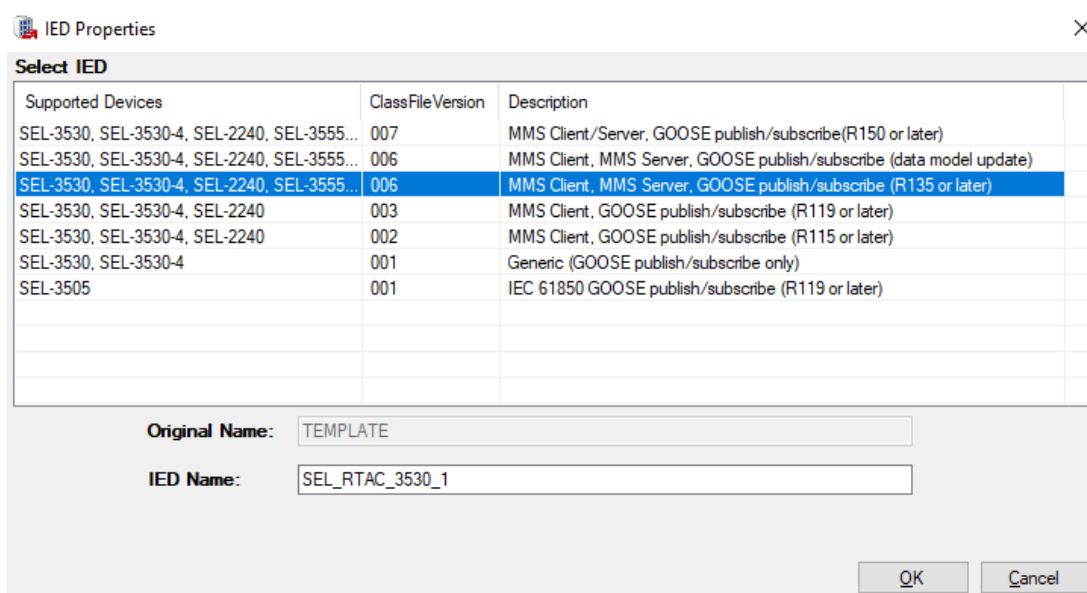 IED Properties
Select IED
Supported Devices ClassFileVersion Description
SEL-3530, SEL-3530-4, SEL-2240, SEL-3555... 007 MMS Client/Server, GOOSE publish/subscribe(R150 or later)
SEL-3530, SEL-3530-4, SEL-2240, SEL-3555... 006 MMS Client, MMS Server, GOOSE publish/subscribe (data model update)
SEL-3530, SEL-3530-4, SEL-2240, SEL-3555... 006 MMS Client, MMS Server, GOOSE publish/subscribe (R135 or later)
SEL-3530, SEL-3530-4, SEL-2240 003 MMS Client, GOOSE publish/subscribe (R119 or later)
SEL-3530, SEL-3530-4, SEL-2240 002 MMS Client, GOOSE publish/subscribe (R115 or later)
SEL-3530, SEL-3530-4 001 Generic (GOOSE publish/subscribe only)
SEL-3505 001 IEC 61850 GOOSE publish/subscribe (R119 or later)
Original Name: TEMPLATE
IED Name: SEL_RTAC_3530_1
OK Cancel